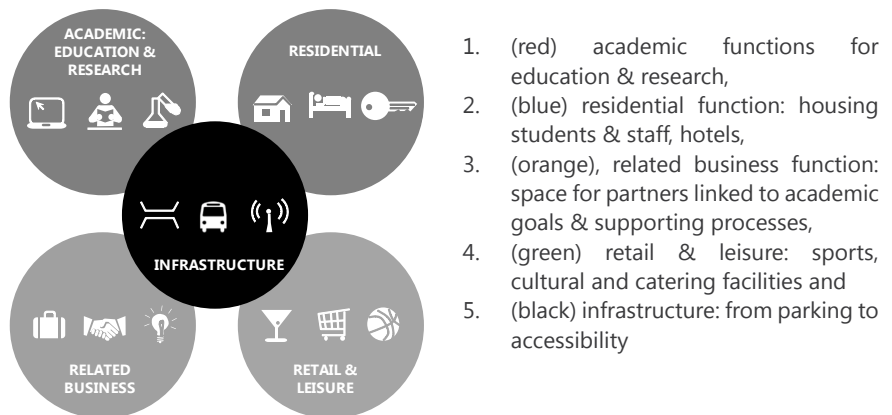 ACADEMIC:
EDUCATION &
RESEARCH
RESIDENTIAL
INFRASTRUCTURE
RELATED
BUSINESS
RETAIL &
LEISURE
1. (red) academic functions for
education & research,
2. (blue) residential function: housing
students & staff, hotels,
3. (orange), related business function:
space for partners linked to academic
goals & supporting processes,
4. (green) retail & leisure: sports,
cultural and catering facilities and
5. (black) infrastructure: from parking to
accessibility